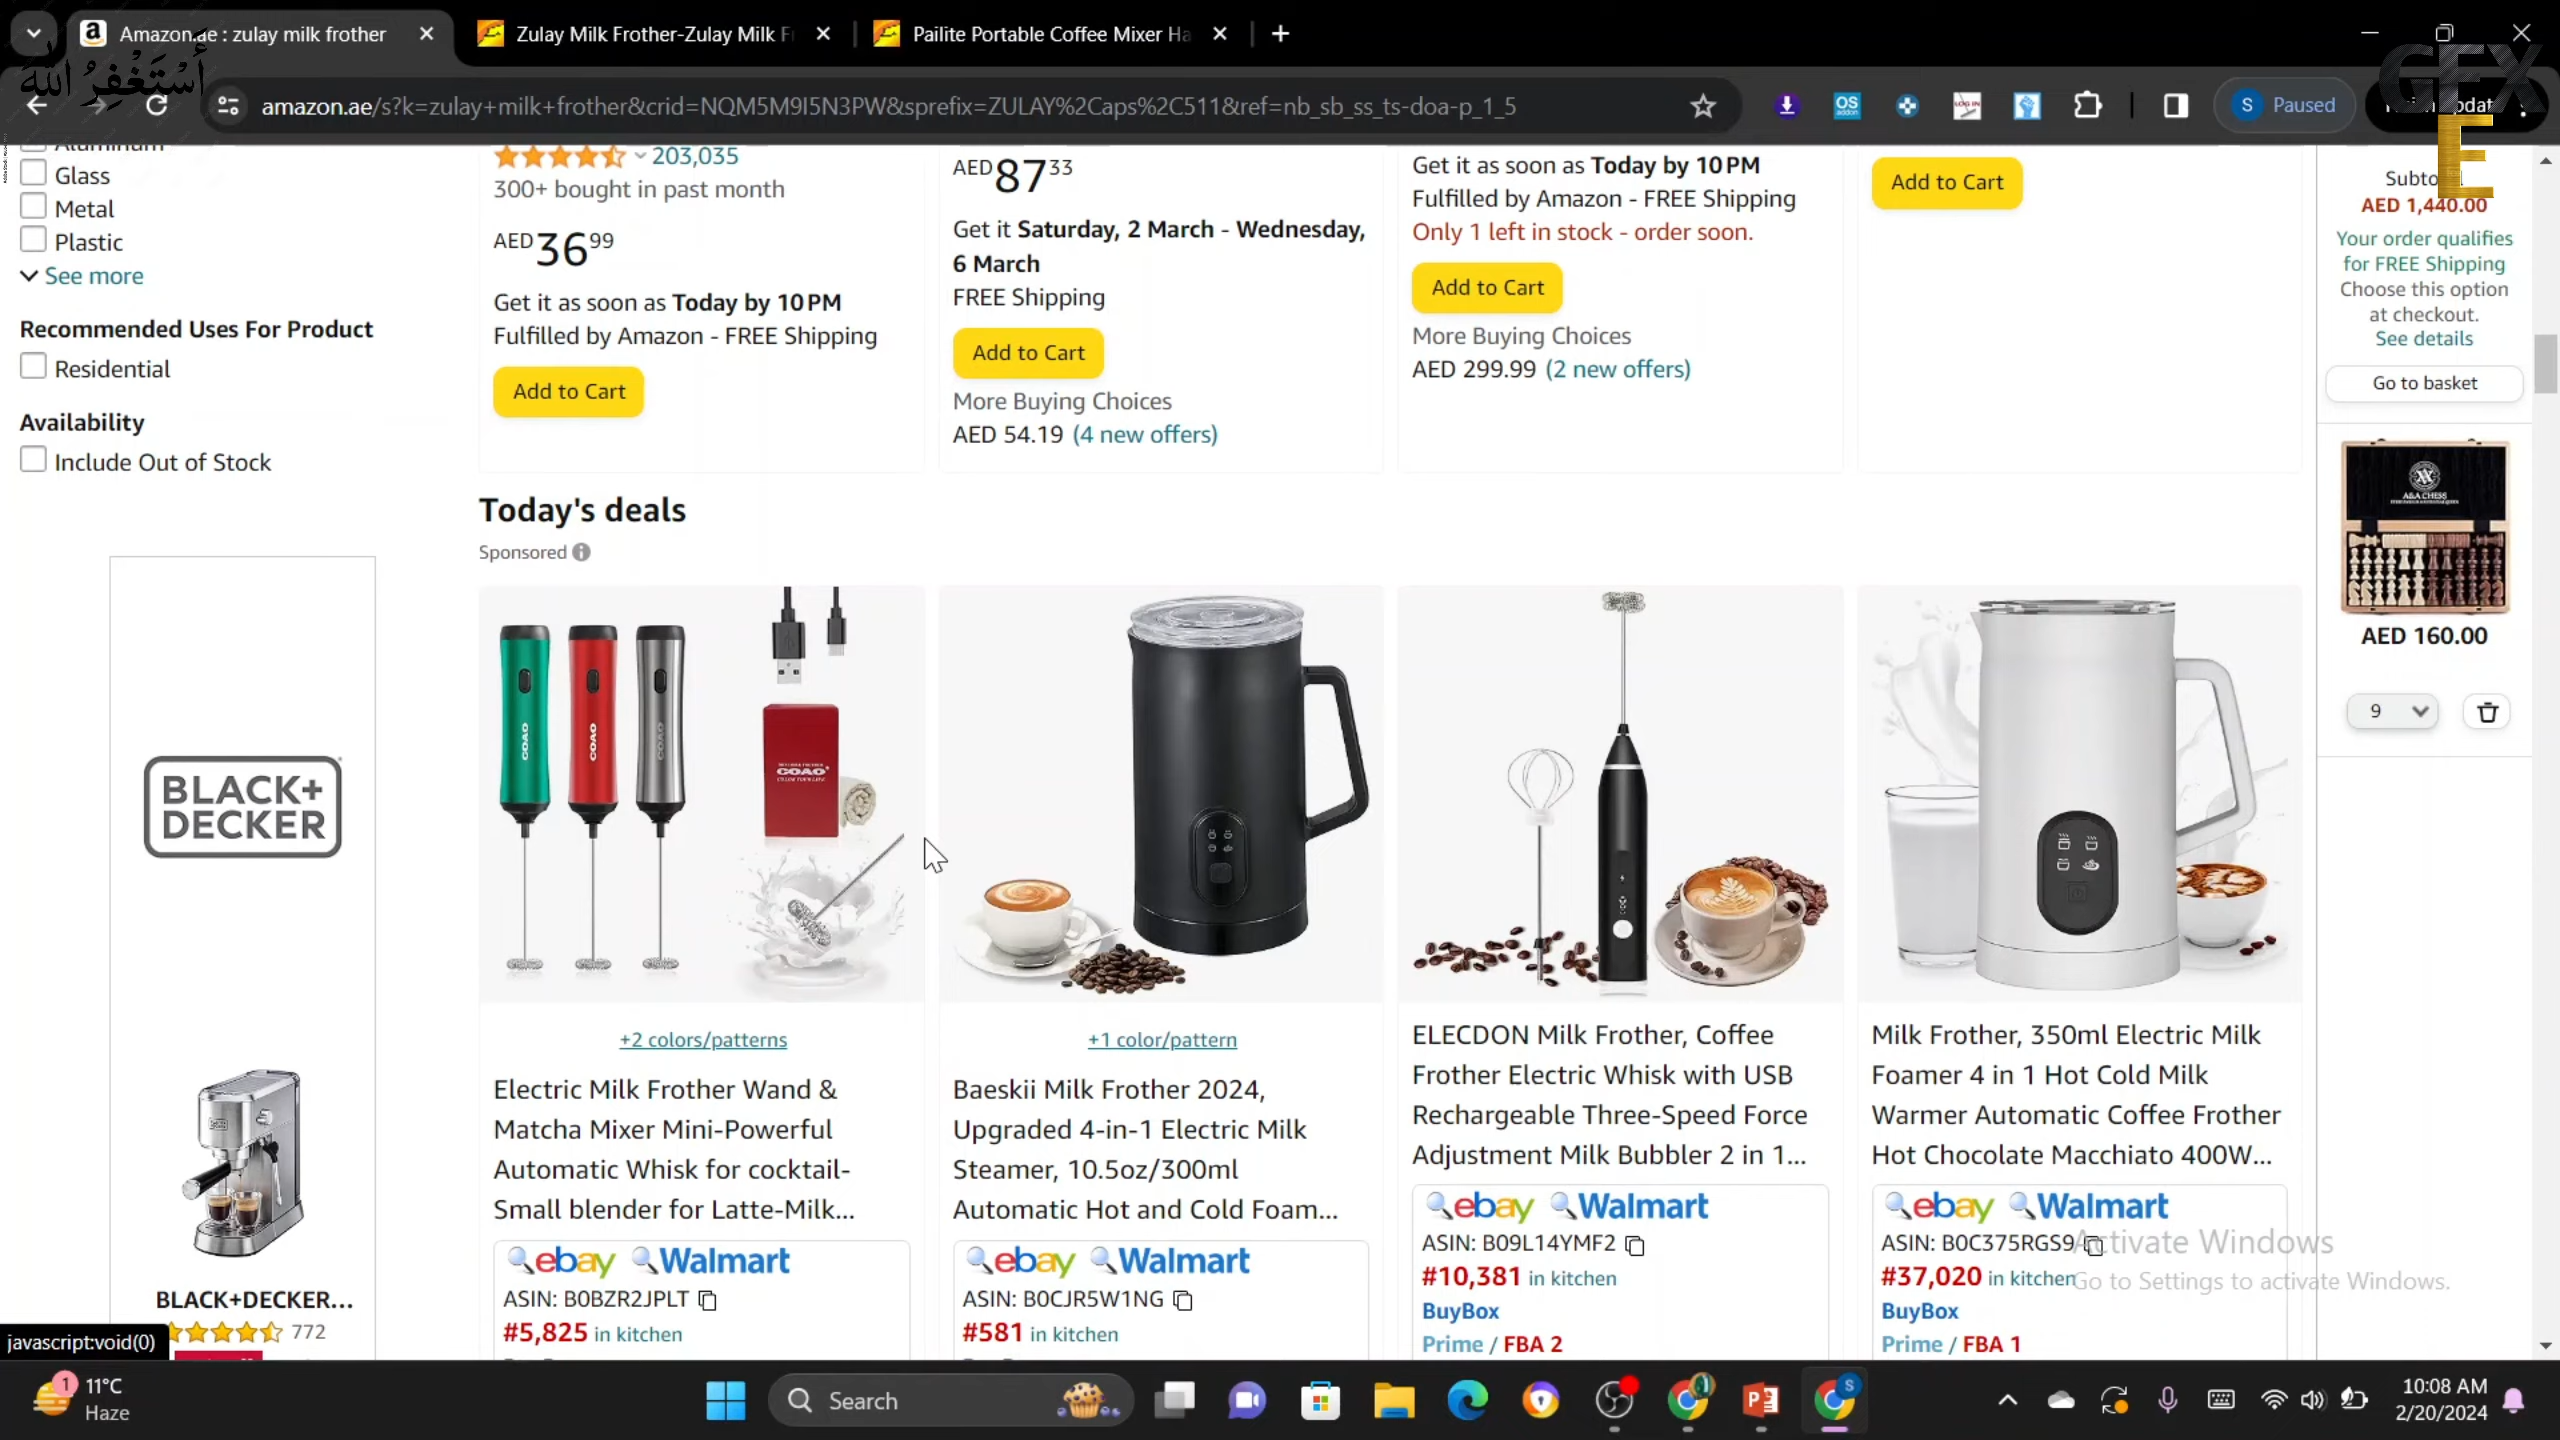 Amazon.ae : zulay milk frother
Zulay Milk Frother-Zulay Milk F
Pailite Portable Coffee Mixer Ha
أَسْتَغْفِرُ اللّٰه
amazon.ae/s?k=zulay+milk+frother&crid=NQM5M9I5N3PW&sprefix=ZULAY%2Caps%2C511&ref=nb_sb_ss_ts-doa-p_1_5
OS
addon
LOG IN
S Paused
GFX
E
Aluminum
Glass
Metal
Plastic
See more
Recommended Uses For Product
Residential
Availability
Include Out of Stock
BLACK+
DECKER
BLACK+DECKER...
772
javascript:void(0)
203,035
300+ bought in past month
AED 36 99
Get it as soon as Today by 10 PM
Fulfilled by Amazon - FREE Shipping
Add to Cart
AED 87 33
Get it Saturday, 2 March - Wednesday,
6 March
FREE Shipping
Add to Cart
More Buying Choices
AED 54.19 (4 new offers)
Get it as soon as Today by 10 PM
Fulfilled by Amazon - FREE Shipping
Only 1 left in stock - order soon.
Add to Cart
More Buying Choices
AED 299.99 (2 new offers)
Add to Cart
Today's deals
Sponsored
COAO
COAO
COAO
COAO
+2 colors/patterns
Electric Milk Frother Wand &
Matcha Mixer Mini-Powerful
Automatic Whisk for cocktail-
Small blender for Latte-Milk...
ebay Walmart
ASIN: B0BZR2JPLT
#5,825 in kitchen
+1 color/pattern
Baeskii Milk Frother 2024,
Upgraded 4-in-1 Electric Milk
Steamer, 10.5oz/300ml
Automatic Hot and Cold Foam...
ebay Walmart
ASIN: B0CJR5W1NG
#581 in kitchen
ELECDON Milk Frother, Coffee
Frother Electric Whisk with USB
Rechargeable Three-Speed Force
Adjustment Milk Bubbler 2 in 1...
ebay Walmart
ASIN: B09L14YMF2
#10,381 in kitchen
BuyBox
Prime / FBA 2
Milk Frother, 350ml Electric Milk
Foamer 4 in 1 Hot Cold Milk
Warmer Automatic Coffee Frother
Hot Chocolate Macchiato 400W...
ebay Walmart
ASIN: B0C375RGS9
#37,020 in kitchen
BuyBox
Prime / FBA 1
AED 1,440.00
Your order qualifies
for FREE Shipping
Choose this option
at checkout.
See details
Go to basket
A&A CHESS
AED 160.00
9
Activate Windows
Go to Settings to activate Windows.
1
11°C
Haze
Search
S
10:08 AM
2/20/2024